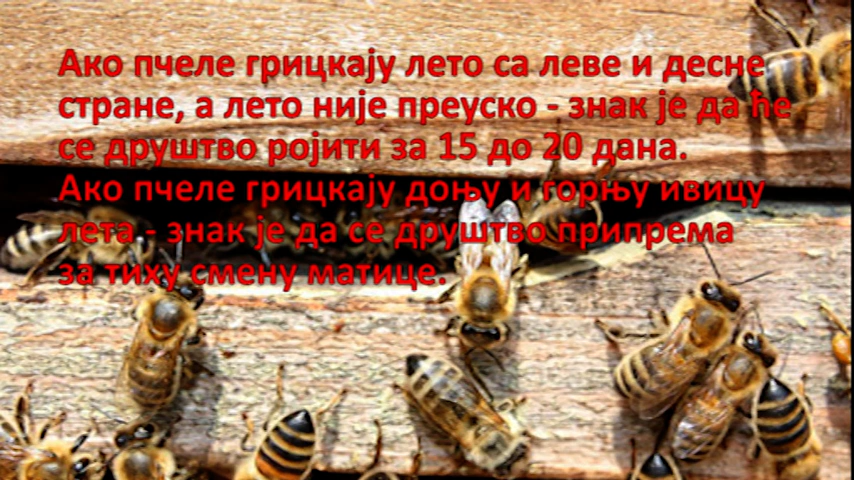 Ако пчеле грицкају лето са леве и десне
стране, а лето није преуско - знак је да ће
се друштво ројити за 15 до 20 дана.
Ако пчеле грицкају доњу и горњу ивицу
лета - знак је да се друштво припрема
за тиху смену матице.